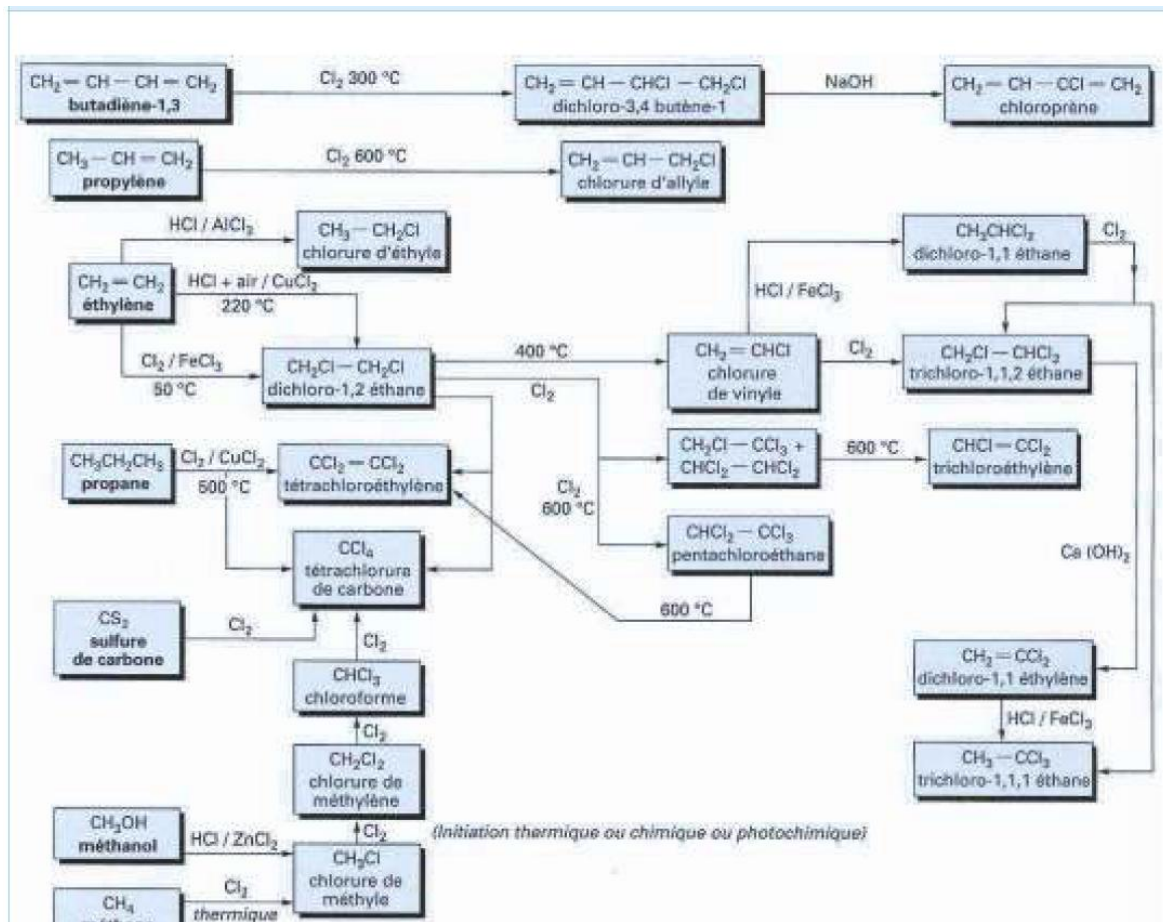 CH₂ = CH — CH = CH₂
butadiène-1,3
Cl₂ 300 °C
CH₂ = CH — CHCl — CH₂Cl
dichloro-3,4 butène-1
NaOH
CH₂ = CH — CCl = CH₂
chloroprène
CH₃ — CH = CH₂
propylène
Cl₂ 600 °C
CH₂ = CH — CH₂Cl
chlorure d'allyle
HCl / AlCl₃
CH₃ — CH₂Cl
chlorure d'éthyle
CH₂ = CH₂
éthylène
HCl + air / CuCl₂
220 °C
Cl₂ / FeCl₃
50 °C
CH₂Cl — CH₂Cl
dichloro-1,2 éthane
400 °C
Cl₂
CH₂ = CHCl
chlorure
de vinyle
HCl / FeCl₃
CH₃CHCl₂
dichloro-1,1 éthane
Cl₂
Cl₂
CH₂Cl — CHCl₂
trichloro-1,1,2 éthane
CH₃CH₂CH₃
propane
Cl₂ / CuCl₂
500 °C
CCl₂ = CCl₂
tétrachloroéthylène
Cl₂
600 °C
CH₂Cl — CCl₃ +
CHCl₂ — CHCl₂
600 °C
CHCl = CCl₂
trichloroéthylène
CHCl₂ — CCl₃
pentachloroéthane
600 °C
Ca (OH)₂
CCl₄
tétrachlorure
de carbone
CS₂
sulfure
de carbone
Cl₂
Cl₂
CHCl₃
chloroforme
Cl₂
CH₂ = CCl₂
dichloro-1,1 éthylène
HCl / FeCl₃
CH₃ — CCl₃
trichloro-1,1,1 éthane
CH₂Cl₂
chlorure de
méthylène
Cl₂
(Initiation thermique ou chimique ou photochimique)
CH₃OH
méthanol
HCl / ZnCl₂
CH₃Cl
chlorure de
méthyle
CH₄
Cl₂
thermique